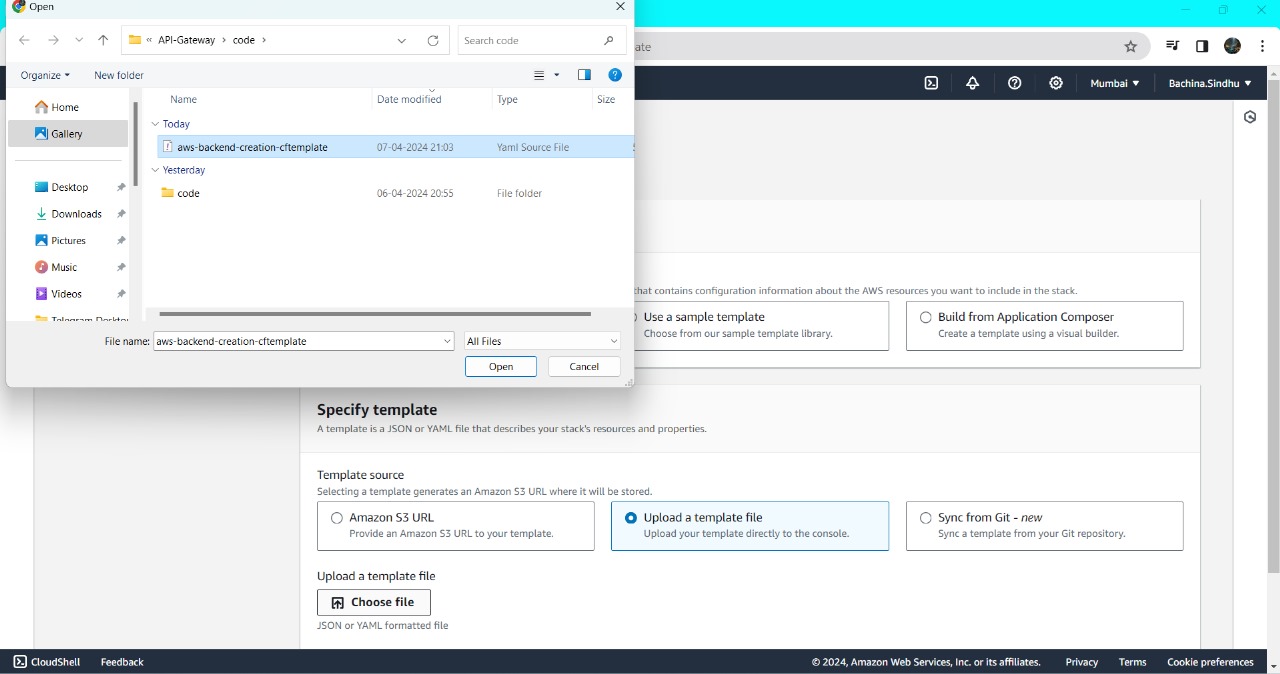 Open
« API-Gateway > code >
Search code
ate
Organize
New folder
Mumbai
Bachina.Sindhu
Home
Gallery
Desktop
Downloads
Pictures
Music
Videos
Telegram Desktop
Name
Date modified
Type
Size
Today
aws-backend-creation-cftemplate 07-04-2024 21:03 Yaml Source File
Yesterday
code 06-04-2024 20:55 File folder
File name: aws-backend-creation-cftemplate
All Files
Open
Cancel
that contains configuration information about the AWS resources you want to include in the stack.
Use a sample template
Choose from our sample template library.
Build from Application Composer
Create a template using a visual builder.
Specify template
A template is a JSON or YAML file that describes your stack's resources and properties.
Template source
Selecting a template generates an Amazon S3 URL where it will be stored.
Amazon S3 URL
Provide an Amazon S3 URL to your template.
Upload a template file
Upload your template directly to the console.
Sync from Git - new
Sync a template from your Git repository.
Upload a template file
Choose file
JSON or YAML formatted file
CloudShell
Feedback
© 2024, Amazon Web Services, Inc. or its affiliates.
Privacy
Terms
Cookie preferences